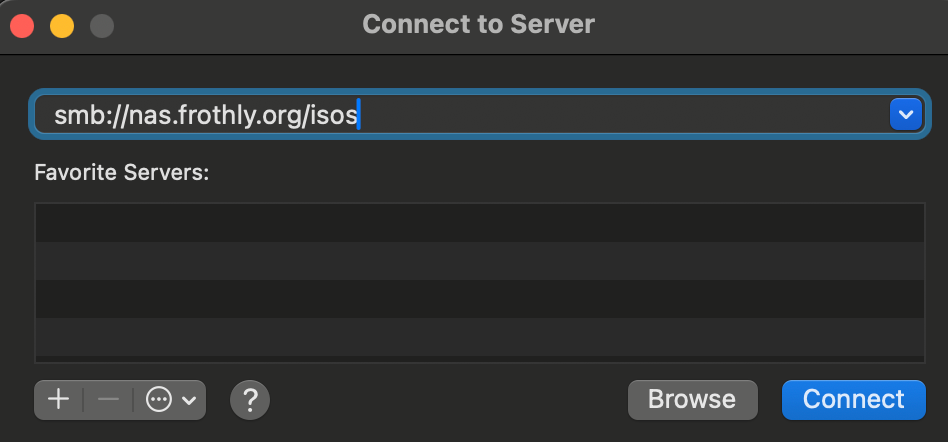 Connect to Server
smb://nas.frothly.org/isos
Favorite Servers:
?
Browse
Connect